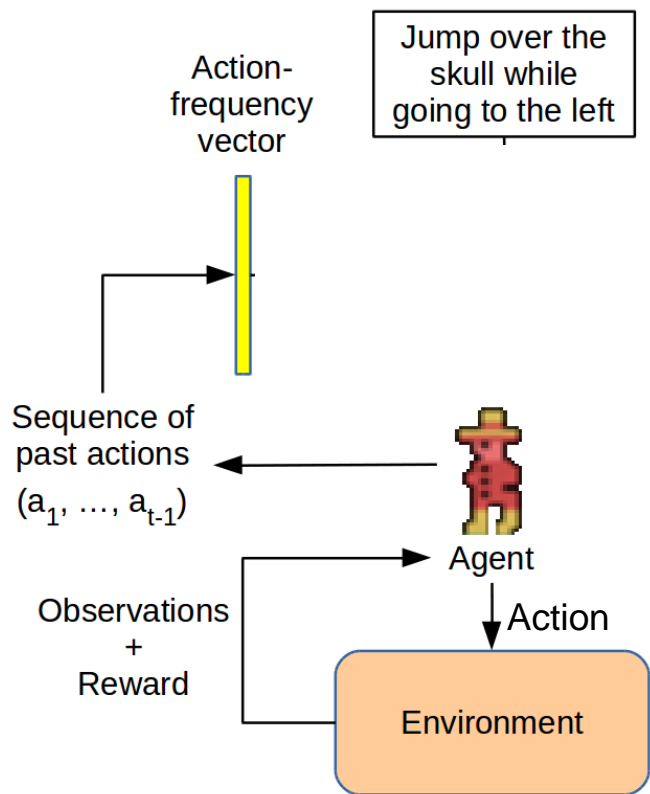 Action-
frequency
vector
Jump over the
skull while
going to the left
Sequence of
past actions
(a1, ..., at-1)
Agent
Observations
+
Reward
Action
Environment